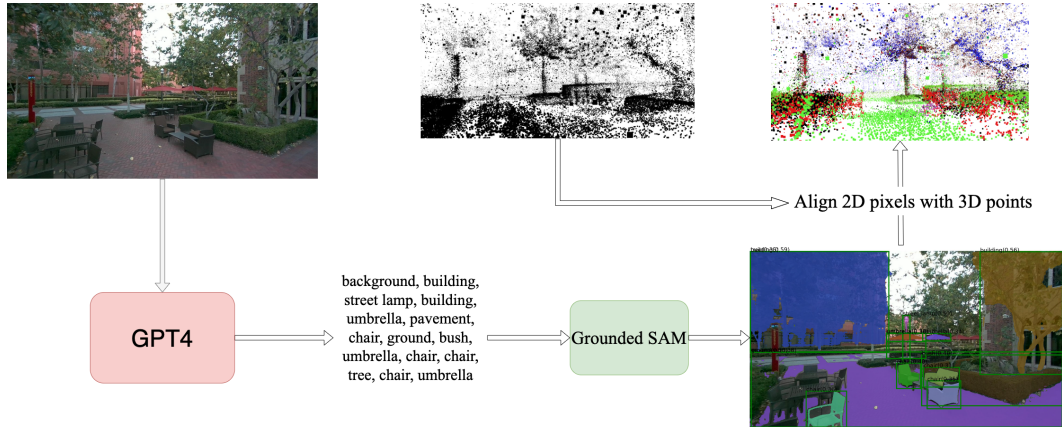 GPT4
background, building,
street lamp, building,
umbrella, pavement,
chair, ground, bush,
umbrella, chair, chair,
tree, chair, umbrella
Grounded SAM
Align 2D pixels with 3D points
building(0.56)